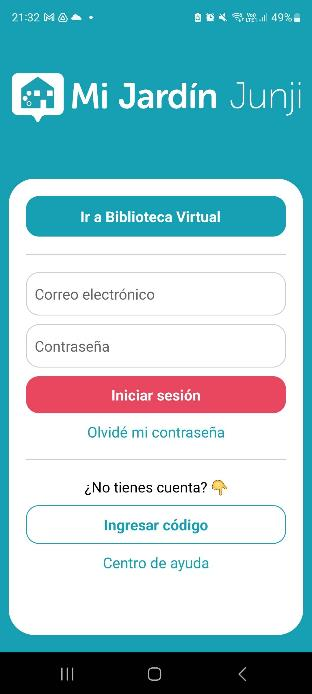 21:32
49%
Mi Jardín Junji
Ir a Biblioteca Virtual
Correo electrónico
Contraseña
Iniciar sesión
Olvidé mi contraseña
¿No tienes cuenta? 👇
Ingresar código
Centro de ayuda